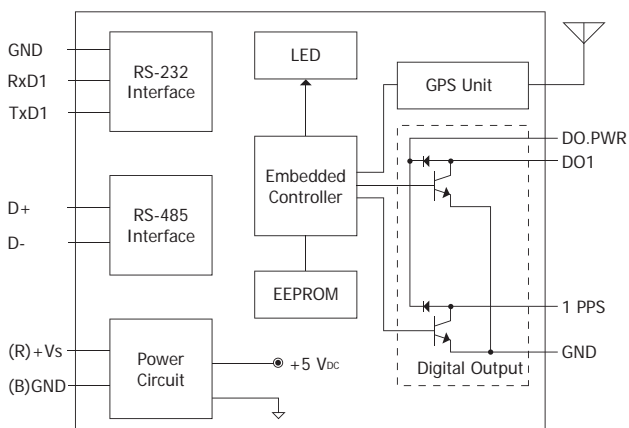 GND
RxD1
TxD1
RS-232
Interface
LED
GPS Unit
DO.PWR
DO1
Embedded
Controller
D+
D-
RS-485
Interface
EEPROM
1 PPS
GND
Digital Output
(R)+Vs
(B)GND
Power
Circuit
+5 VDC